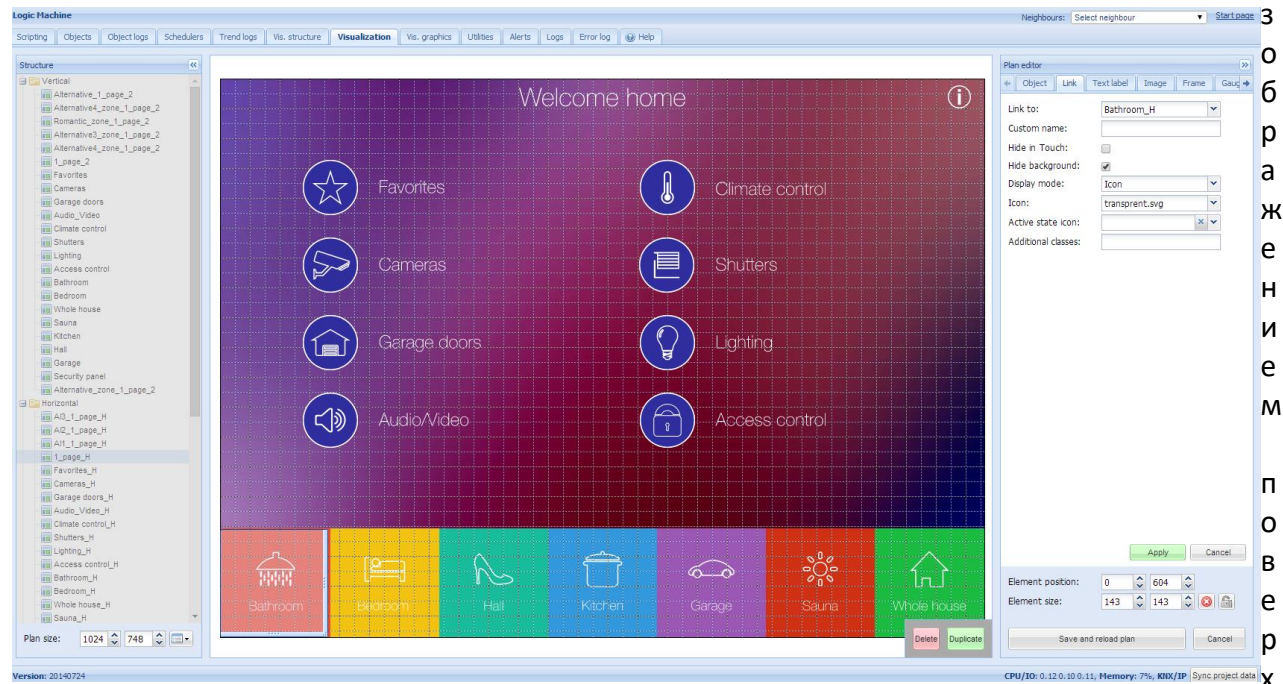 Logic Machine
Neighbours: Select neighbour Start page
Scripting Objects Object logs Schedulers Trend logs Vis. structure Visualization Vis. graphics Utilities Alerts Logs Error log Help
Structure
Vertical
Alternative_1_page_2
Alternative4_zone_1_page_2
Romantic_zone_1_page_2
Alternative3_zone_1_page_2
Alternative4_zone_1_page_2
1_page_2
Favorites
Cameras
Garage doors
Audio_Video
Climate control
Shutters
Lighting
Access control
Bathroom
Bedroom
Whole house
Sauna
Kitchen
Hall
Garage
Security panel
Alternative_zone_1_page_2
Horizontal
Al3_1_page_H
Al2_1_page_H
Al1_1_page_H
1_page_H
Favorites_H
Cameras_H
Garage doors_H
Audio_Video_H
Climate control_H
Shutters_H
Lighting_H
Access control_H
Bathroom_H
Bedroom_H
Whole house_H
Sauna_H
Plan size: 1024 748
Welcome home
Favorites Climate control
Cameras Shutters
Garage doors Lighting
Audio/Video Access control
Bathroom Bedroom Hall Kitchen Garage Sauna Whole house
Delete Duplicate
Plan editor
Object Link Text label Image Frame Gaug
Link to: Bathroom_H
Custom name:
Hide in Touch:
Hide background:
Display mode: Icon
Icon: transprent.svg
Active state icon:
Additional classes:
Apply Cancel
Element position: 0 604
Element size: 143 143
Save and reload plan Cancel
Version: 20140724
CPU/IO: 0.12 0.10 0.11, Memory: 7%, KNX/IP Sync project data
з
о
б
р
а
ж
е
н
и
е
м
п
о
в
е
р
х